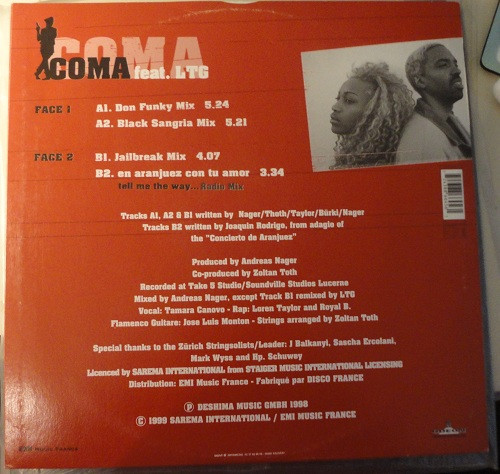 COMA
COMA feat. LTG
FACE 1 A1. Don Funky Mix 5.24
A2. Black Sangria Mix 5.21
FACE 2 B1. Jailbreak Mix 4.07
B2. en aranjuez con tu amor 3.34
tell me the way... Radio Mix
Tracks A1, A2 & B1 written by Nager/Thoth/Taylor/Bürki/Nager
Tracks B2 written by Joaquin Rodrigo, from adagio of
the "Concierto de Aranjuez"
Produced by Andreas Nager
Co-produced by Zoltan Toth
Recorded at Take 5 Studio/Soundville Studios Lucerne
Mixed by Andreas Nager, except Track B1 remixed by LTG
Vocal: Tamara Canovo - Rap: Loren Taylor and Royal B.
Flamenco Guitare: Jose Luis Monton - Strings arranged by Zoltan Toth
Special thanks to the Zürich Stringsoliste/Leader: J Balkanyi, Sascha Ercolani,
Mark Wyss and Hp. Schuwey
Licenced by SAREMA INTERNATIONAL from STAIGER MUSIC INTERNATIONAL LICENSING
Distribution: EMI Music France - Fabriqué par DISCO FRANCE
Ⓟ DESHIMA MUSIC GMBH 1998
© 1999 SAREMA INTERNATIONAL / EMI MUSIC FRANCE
EMI Music France